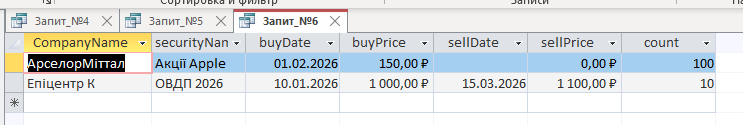 Сортировка и фильтр Записи
Запит_№4 Запит_№5 Запит_№6
CompanyName securityNan buyDate buyPrice sellDate sellPrice count
АрселорМіттал Акції Apple 01.02.2026 150,00 ₽ 0,00 ₽ 100
Епіцентр К ОВДП 2026 10.01.2026 1 000,00 ₽ 15.03.2026 1 100,00 ₽ 10